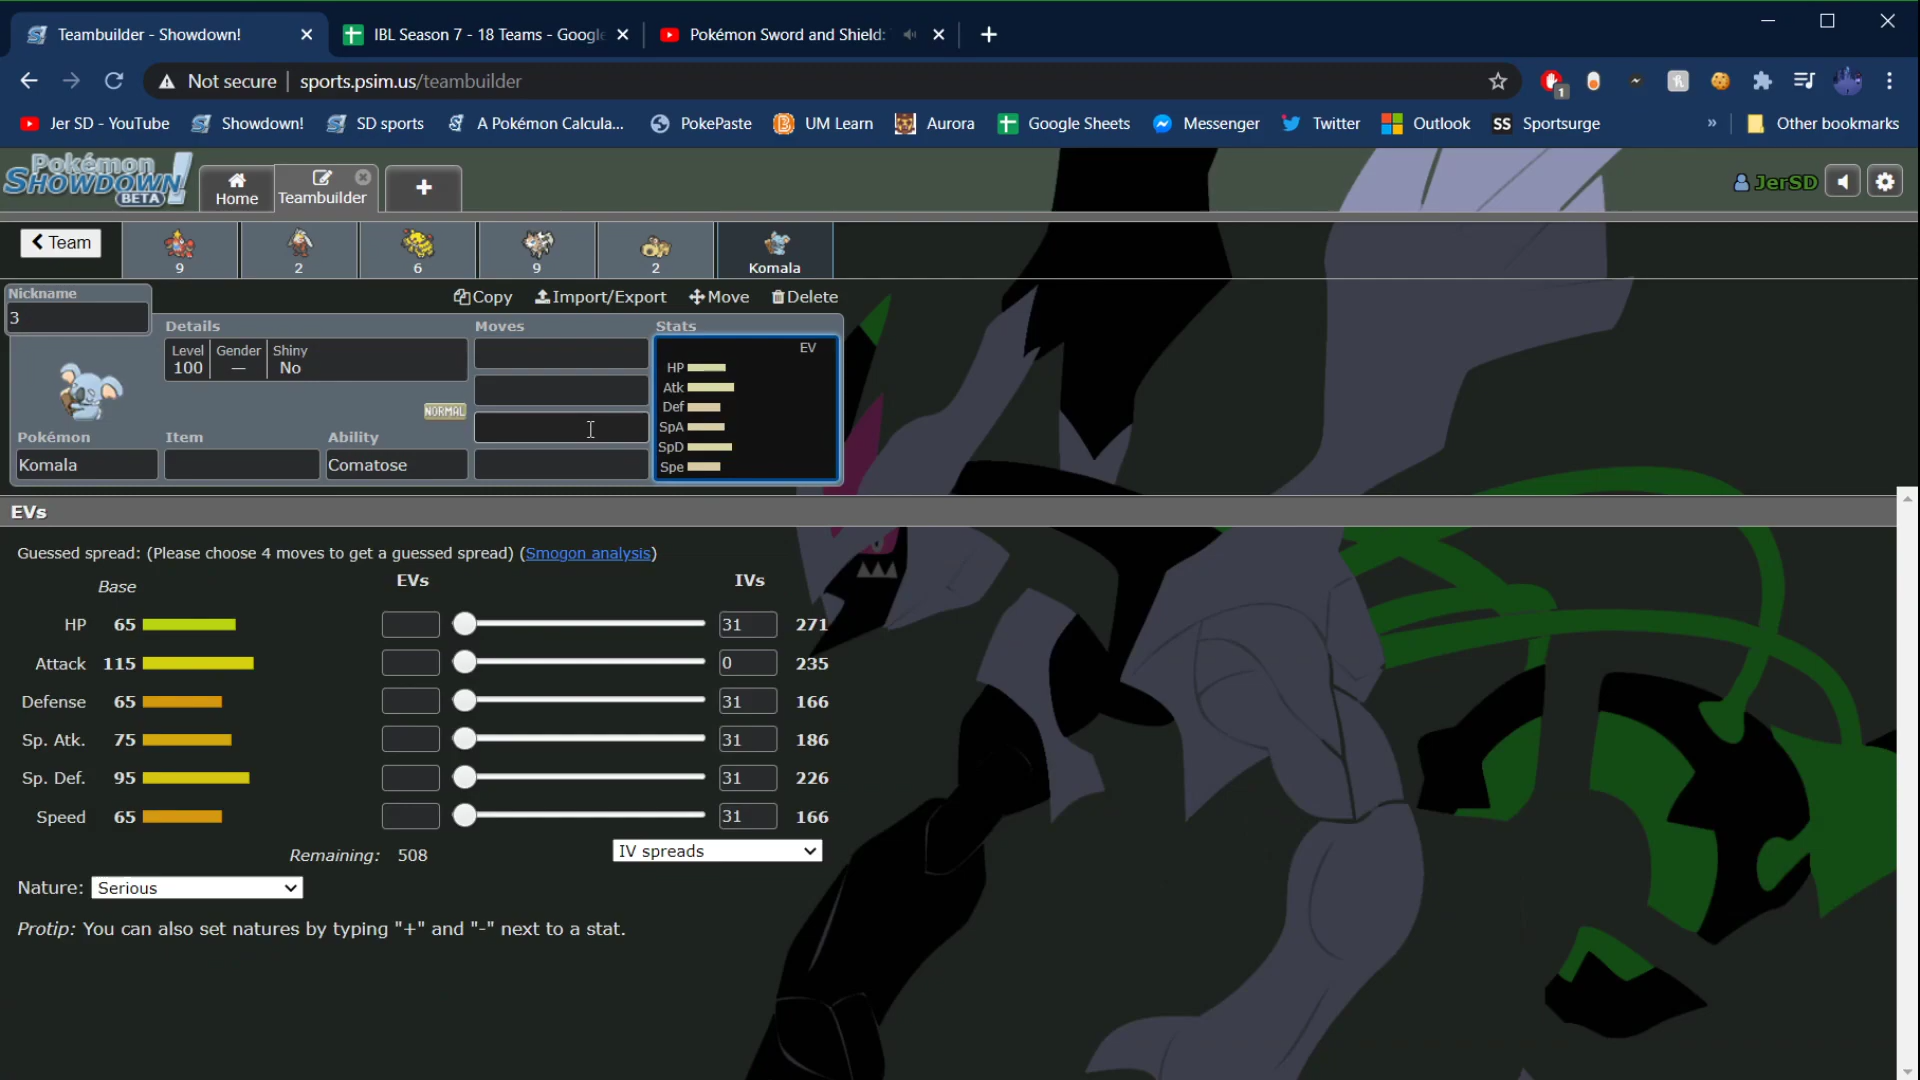 Teambuilder - Showdown!
IBL Season 7 - 18 Teams - Google
Pokémon Sword and Shield:
Not secure
sports.psim.us/teambuilder
1
Jer SD - YouTube
Showdown!
SD sports
A Pokémon Calcula...
PokePaste
UM Learn
Aurora
Google Sheets
Messenger
Twitter
Outlook
SS Sportsurge
»
Other bookmarks
Pokémon
SHOWDOWN!
BETA
Home
Teambuilder
JerSD
Team
9
2
6
9
2
Komala
Nickname
3
Copy
Import/Export
Move
Delete
Details
Moves
Stats
Level
Gender
Shiny
100
—
No
EV
HP
Atk
Def
SpA
SpD
Spe
NORMAL
Pokémon
Item
Ability
Komala
Comatose
EVs
Guessed spread: (Please choose 4 moves to get a guessed spread) (Smogon analysis)
Base
EVs
IVs
HP 65 31 271
Attack 115 0 235
Defense 65 31 166
Sp. Atk. 75 31 186
Sp. Def. 95 31 226
Speed 65 31 166
Remaining: 508
IV spreads
Nature: Serious
Protip: You can also set natures by typing "+" and "-" next to a stat.